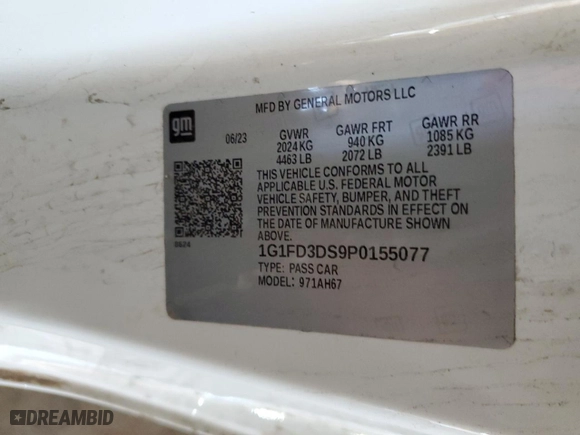 MFD BY GENERAL MOTORS LLC
gm
06/23 GVWR GAWR FRT GAWR RR
2024 KG 940 KG 1085 KG
4463 LB 2072 LB 2391 LB
THIS VEHICLE CONFORMS TO ALL
APPLICABLE U.S. FEDERAL MOTOR
VEHICLE SAFETY, BUMPER, AND THEFT
PREVENTION STANDARDS IN EFFECT ON
THE DATE OF MANUFACTURE SHOWN
ABOVE.
1G1FD3DS9P0155077
TYPE: PASS CAR
MODEL: 971AH67
DREAMBID